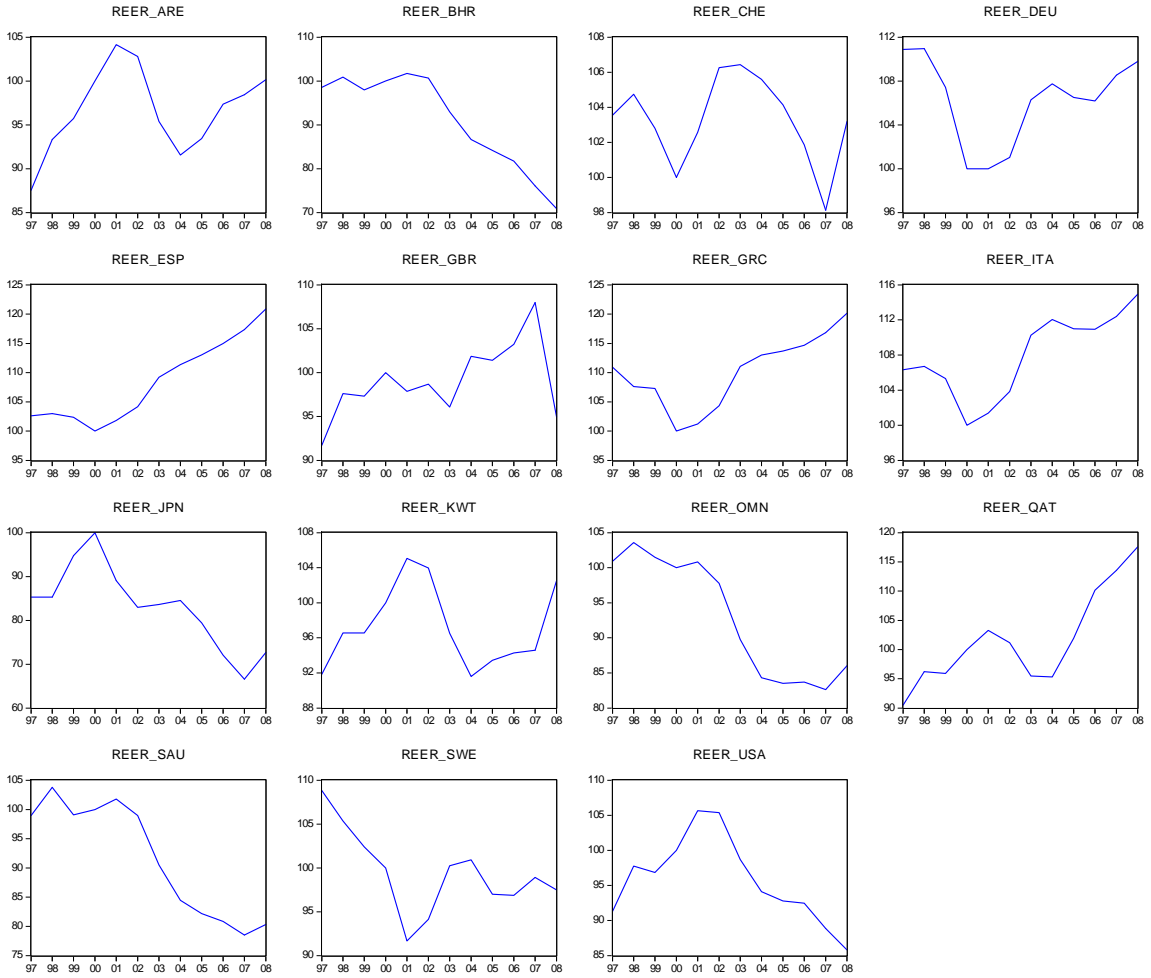 REER_ARE
105
100
95
90
85
97 98 99 00 01 02 03 04 05 06 07 08
REER_BHR
110
100
90
80
70
97 98 99 00 01 02 03 04 05 06 07 08
REER_CHE
108
106
104
102
100
98
97 98 99 00 01 02 03 04 05 06 07 08
REER_DEU
112
108
104
100
96
97 98 99 00 01 02 03 04 05 06 07 08
REER_ESP
125
120
115
110
105
100
95
97 98 99 00 01 02 03 04 05 06 07 08
REER_GBR
110
105
100
95
90
97 98 99 00 01 02 03 04 05 06 07 08
REER_GRC
125
120
115
110
105
100
95
97 98 99 00 01 02 03 04 05 06 07 08
REER_ITA
116
112
108
104
100
96
97 98 99 00 01 02 03 04 05 06 07 08
REER_JPN
100
90
80
70
60
97 98 99 00 01 02 03 04 05 06 07 08
REER_KWT
108
104
100
96
92
88
97 98 99 00 01 02 03 04 05 06 07 08
REER_OMN
105
100
95
90
85
80
97 98 99 00 01 02 03 04 05 06 07 08
REER_QAT
120
115
110
105
100
95
90
97 98 99 00 01 02 03 04 05 06 07 08
REER_SAU
105
100
95
90
85
80
75
97 98 99 00 01 02 03 04 05 06 07 08
REER_SWE
110
105
100
95
90
97 98 99 00 01 02 03 04 05 06 07 08
REER_USA
110
105
100
95
90
85
97 98 99 00 01 02 03 04 05 06 07 08